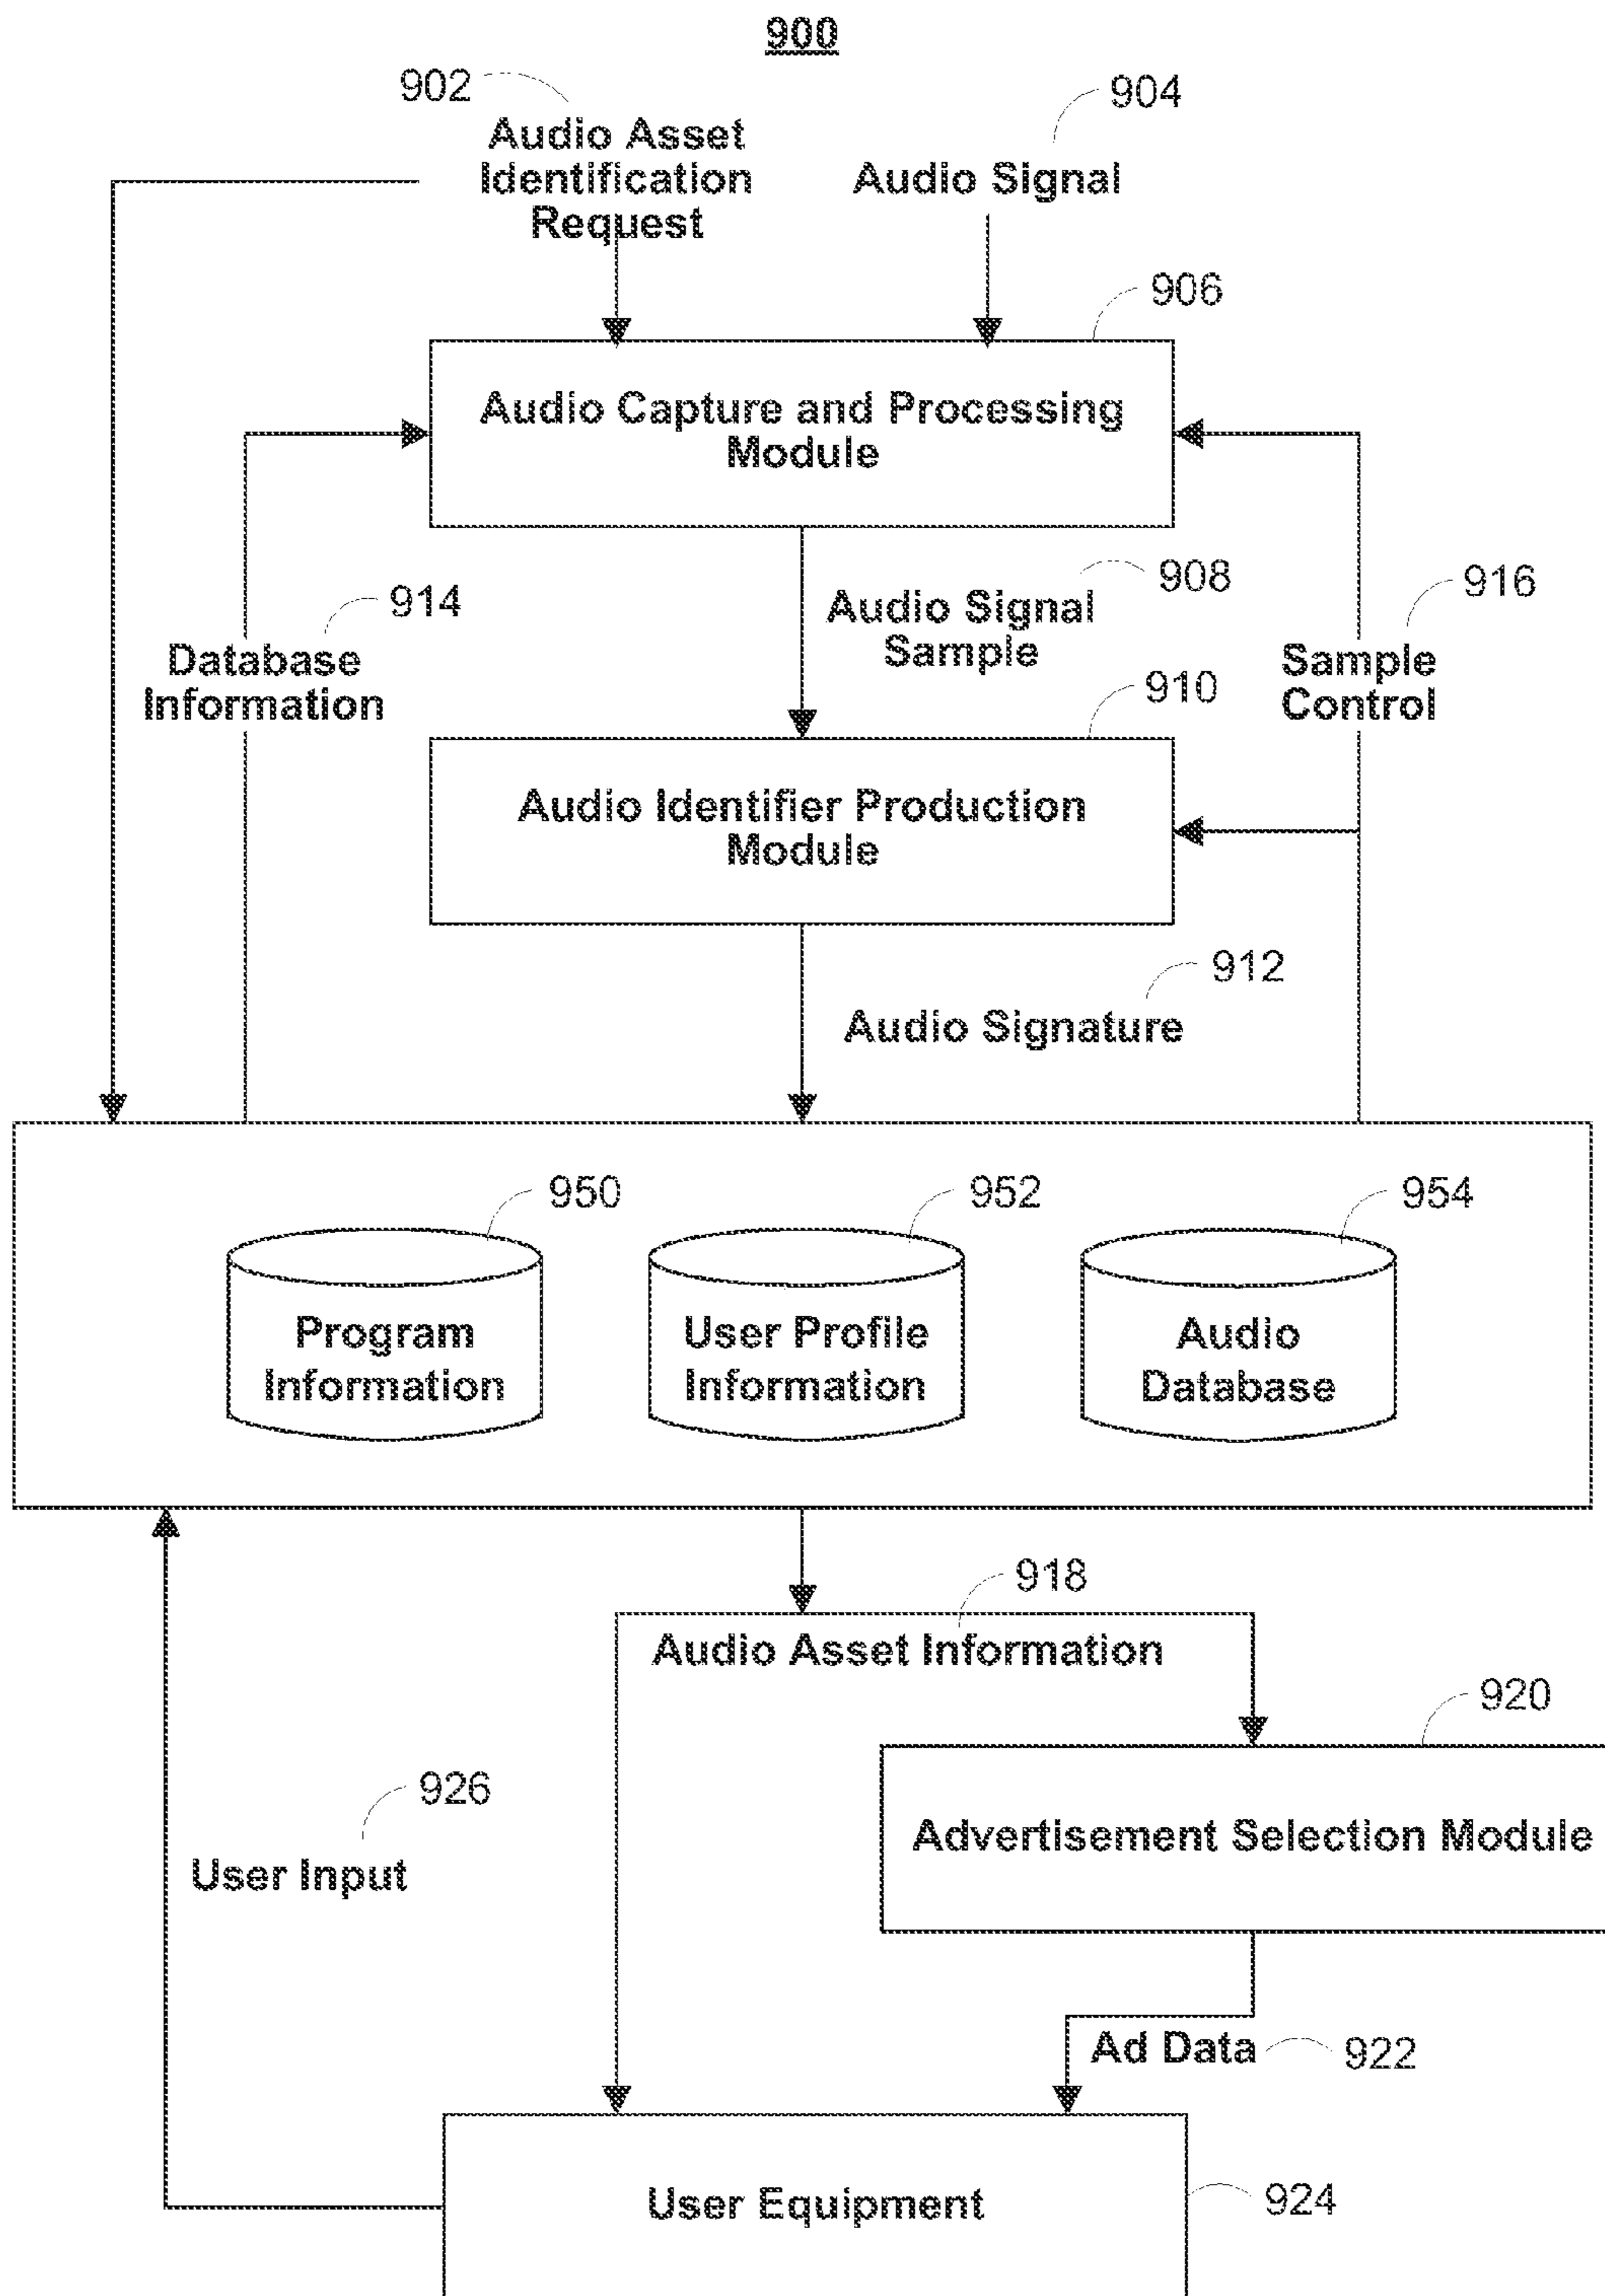 900
902
904
Audio Asset
Identification
Request
Audio Signal
906
Audio Capture and Processing
Module
908
Audio Signal
Sample
914
Database
Information
916
Sample
Control
910
Audio Identifier Production
Module
912
Audio Signature
950
952
954
Program
Information
User Profile
Information
Audio
Database
918
Audio Asset Information
920
Advertisement Selection Module
926
User Input
Ad Data
922
User Equipment
924